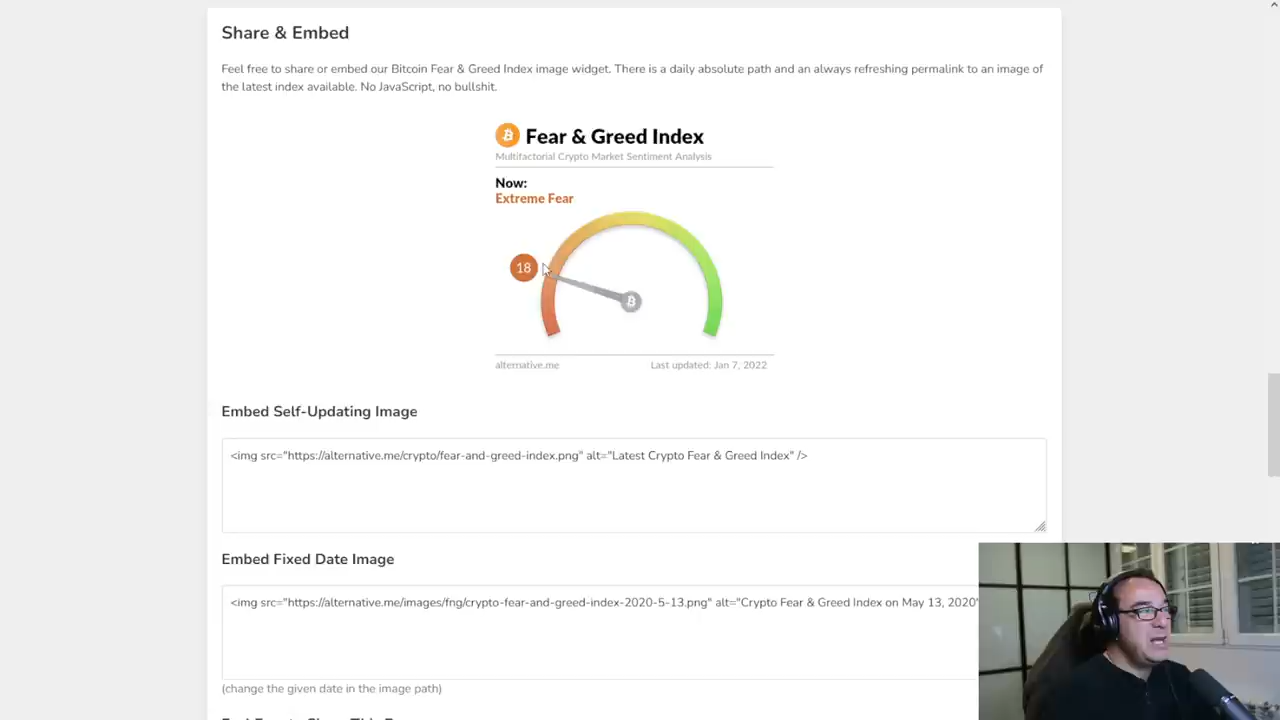 Share & Embed
Feel free to share or embed our Bitcoin Fear & Greed Index image widget. There is a daily absolute path and an always refreshing permalink to an image of
the latest index available. No JavaScript, no bullshit.
Fear & Greed Index
Multifactorial Crypto Market Sentiment Analysis
Now:
Extreme Fear
18
alternative.me
Last updated: Jan 7, 2022
Embed Self-Updating Image
<img src="https://alternative.me/crypto/fear-and-greed-index.png" alt="Latest Crypto Fear & Greed Index" />
Embed Fixed Date Image
<img src="https://alternative.me/images/fng/crypto-fear-and-greed-index-2020-5-13.png" alt="Crypto Fear & Greed Index on May 13, 2020"
(change the given date in the image path)